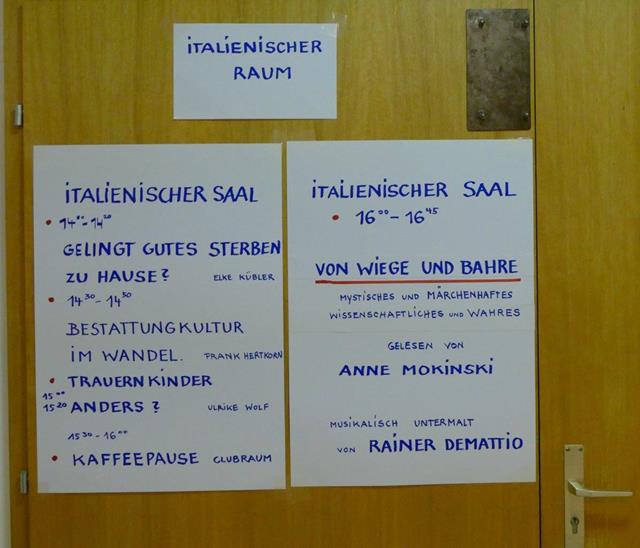 iTALiENiSCHER
RAUM
iTALiENiSCHER SAAL
• 14⁰⁰-14²⁰
GELiNGT GUTES STERBEN
ZU HAUSE? ELKE KÜBLER
• 14³⁰-14⁵⁰
BESTATTUNGKULTUR
iM WANDEL. FRANK HERTKORN
• TRAUERN KiNDER
15⁰⁰
15²⁰ ANDERS? ULRIKE WOLF
15³⁰-16⁰⁰
• KAFFEEPAUSE CLUBRAUM
iTALiENiSCHER SAAL
• 16⁰⁰-16⁴⁵
VON WiEGE UND BAHRE
MYSTISCHES UND MÄRCHENHAFTES
WISSENSCHAFTLICHES UND WAHRES
GELESEN VON
ANNE MOKiNSKi
MUSIKALISCH UNTERMALT
VON RAiNER DEMATTiO